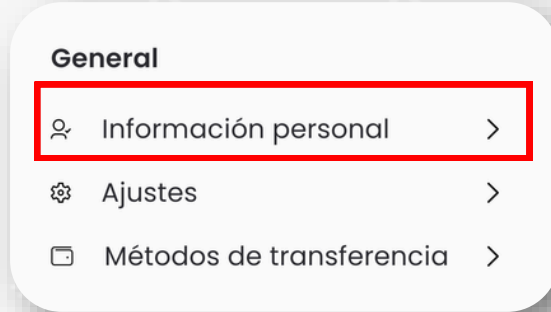 General
Información personal
Ajustes
Métodos de transferencia